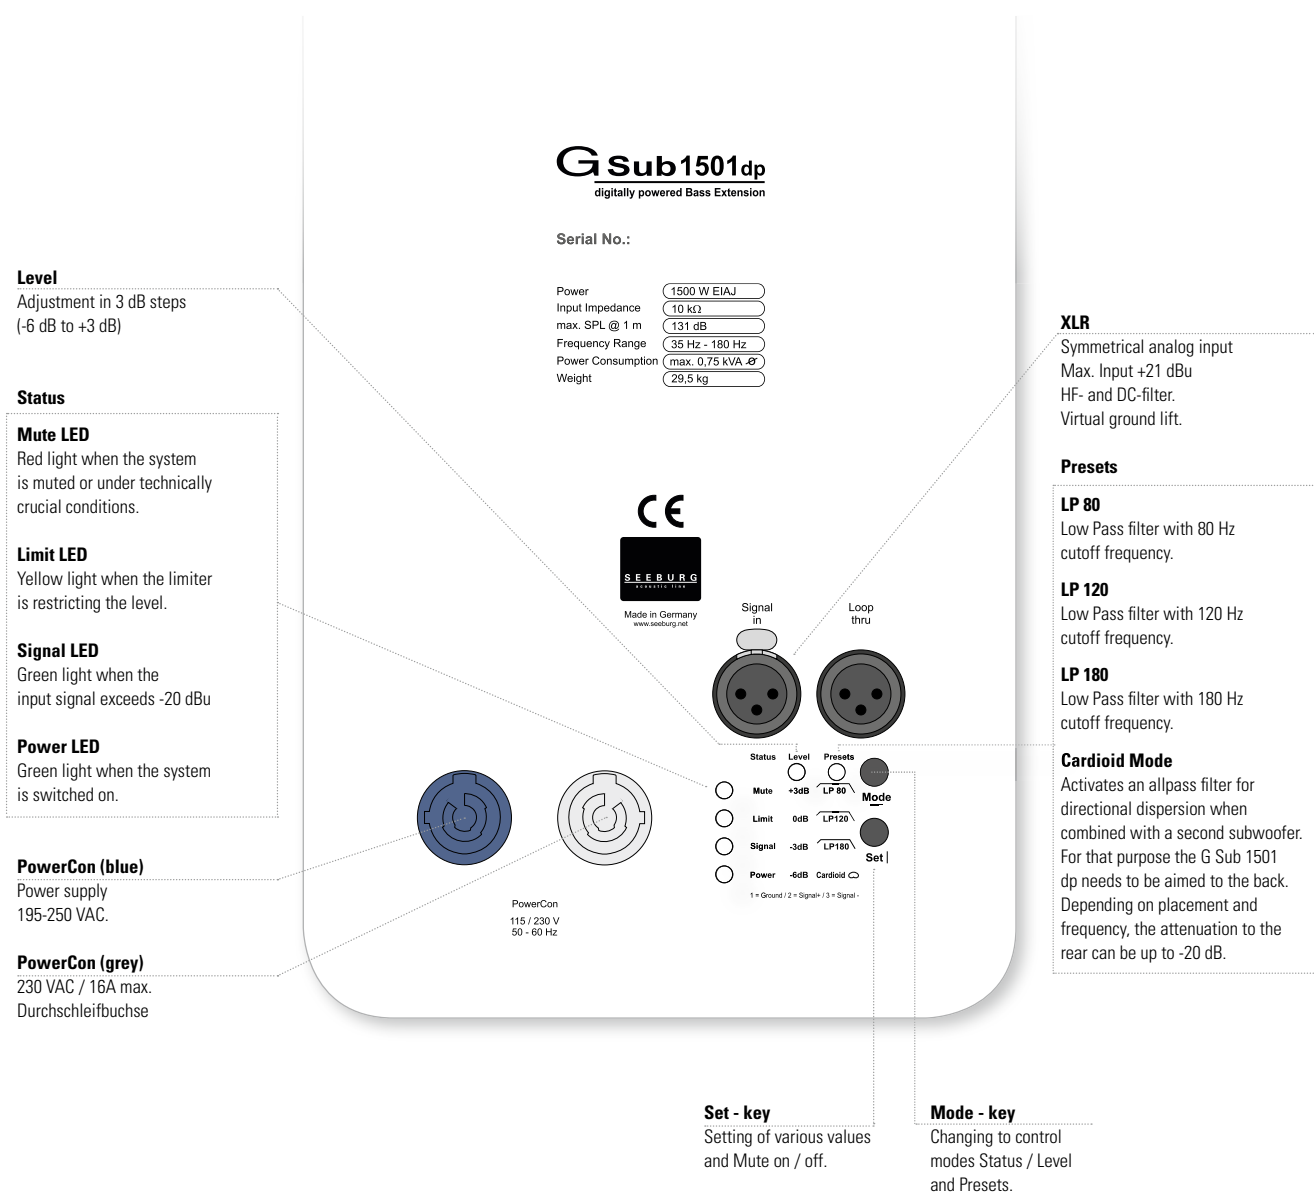 G Sub1501dp
digitally powered Bass Extension
Serial No.:
Power 1500 W EIAJ
Input Impedance 10 kΩ
max. SPL @ 1 m 131 dB
Frequency Range 35 Hz - 180 Hz
Power Consumption max. 0,75 kVA ø
Weight 29,5 kg
CE
SEEBURG
acoustic line
Made in Germany
www.seeburg.net
Signal
in
Loop
thru
Status Level Presets
Mute +3dB LP 80
Limit 0dB LP120
Signal -3dB LP180
Power -6dB Cardioid
1 = Ground / 2 = Signal+ / 3 = Signal -
Mode
Set
PowerCon
115 / 230 V
50 - 60 Hz
Level
Adjustment in 3 dB steps
(-6 dB to +3 dB)
Status
Mute LED
Red light when the system
is muted or under technically
crucial conditions.
Limit LED
Yellow light when the limiter
is restricting the level.
Signal LED
Green light when the
input signal exceeds -20 dBu
Power LED
Green light when the system
is switched on.
PowerCon (blue)
Power supply
195-250 VAC.
PowerCon (grey)
230 VAC / 16A max.
Durchschleifbuchse
XLR
Symmetrical analog input
Max. Input +21 dBu
HF- and DC-filter.
Virtual ground lift.
Presets
LP 80
Low Pass filter with 80 Hz
cutoff frequency.
LP 120
Low Pass filter with 120 Hz
cutoff frequency.
LP 180
Low Pass filter with 180 Hz
cutoff frequency.
Cardioid Mode
Activates an allpass filter for
directional dispersion when
combined with a second subwoofer.
For that purpose the G Sub 1501
dp needs to be aimed to the back.
Depending on placement and
frequency, the attenuation to the
rear can be up to -20 dB.
Set - key
Setting of various values
and Mute on / off.
Mode - key
Changing to control
modes Status / Level
and Presets.